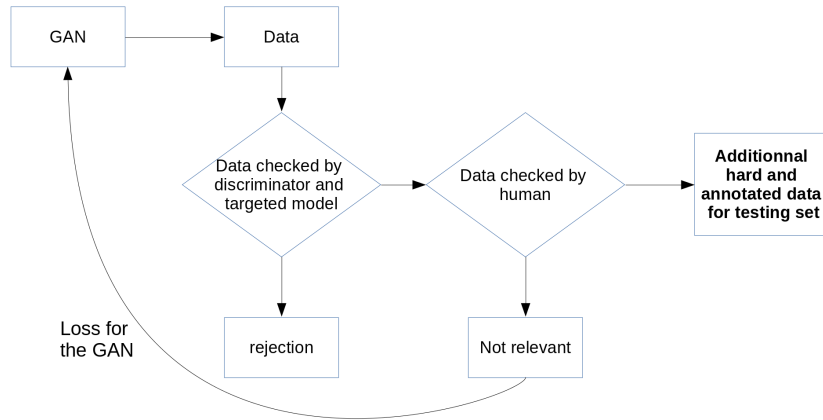 GAN
Data
Data checked by
discriminator and
targeted model
Data checked by
human
Additionnal
hard and
annotated data
for testing set
Loss for
the GAN
rejection
Not relevant